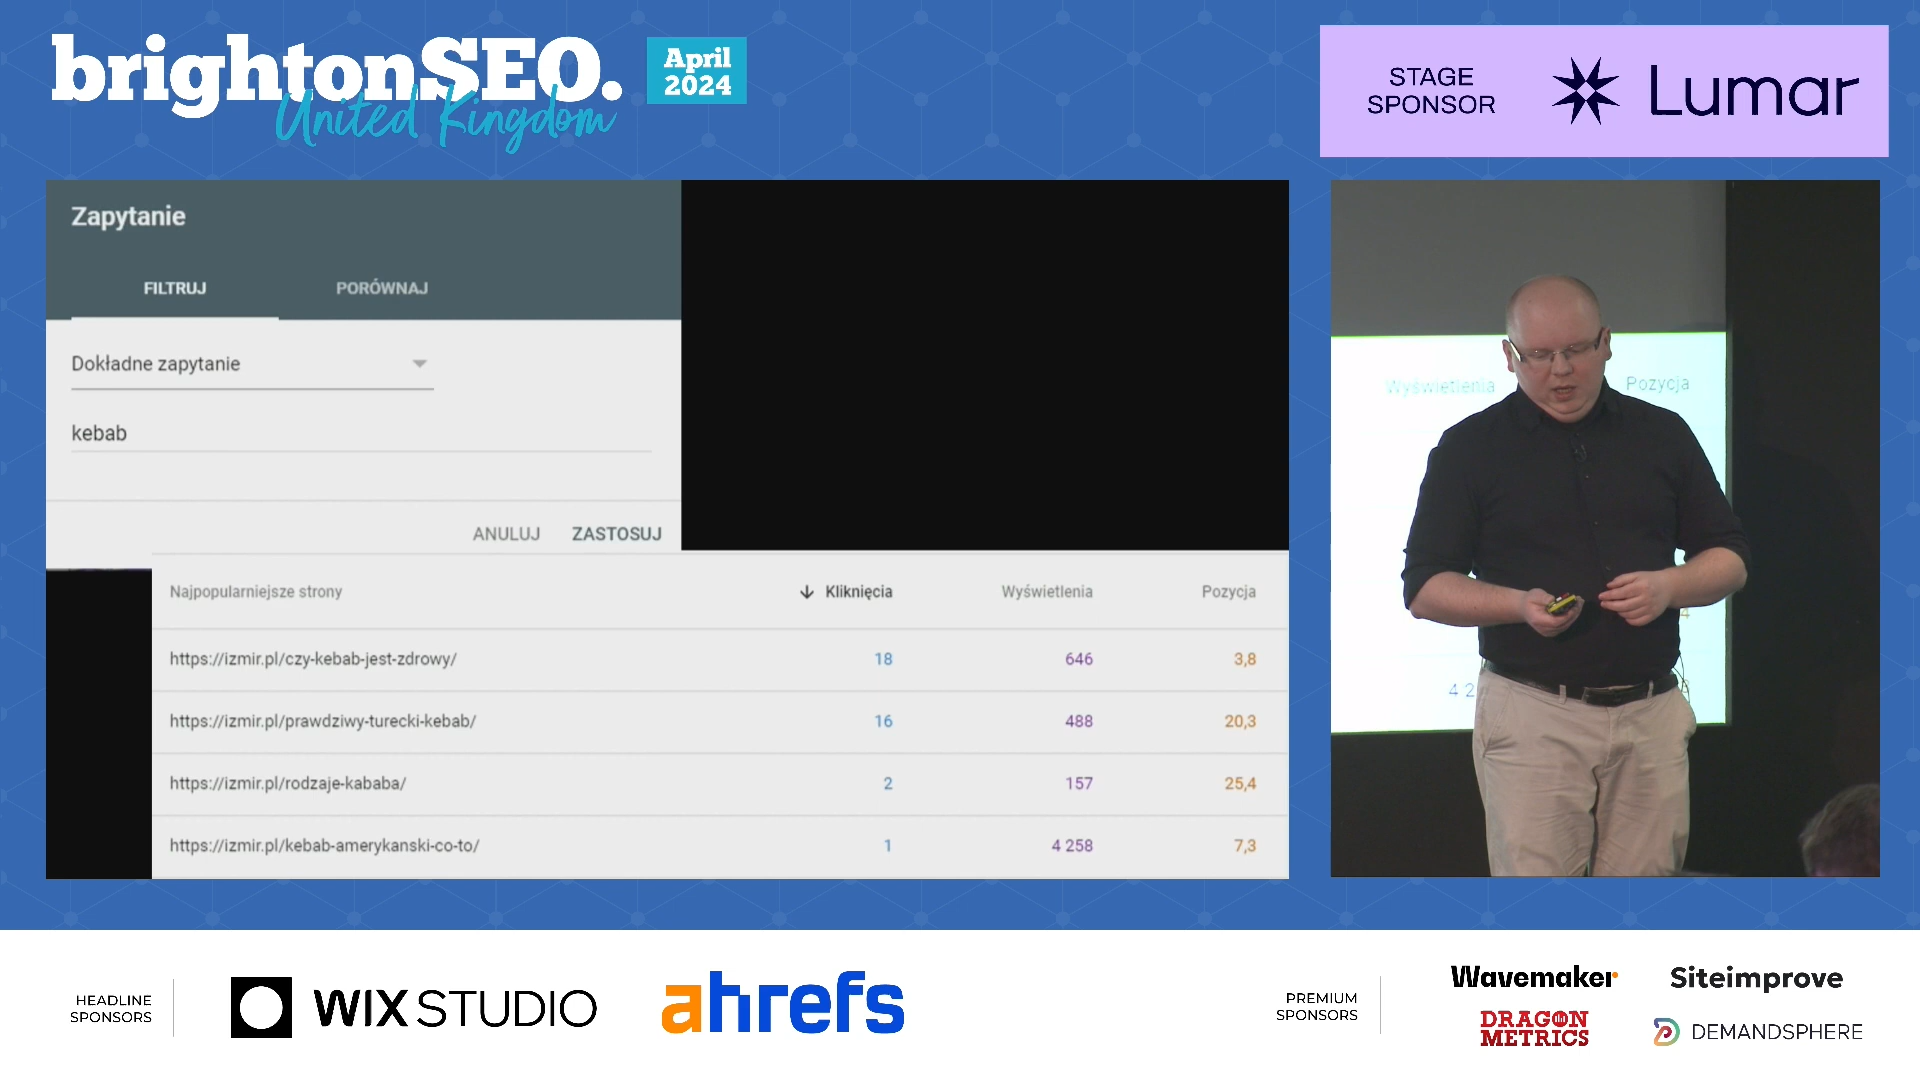 brightonSEO.
United Kingdom
April
2024
STAGE
SPONSOR
Lumar
Zapytanie
FILTRUJ PORÓWNAJ
Dokładne zapytanie
kebab
ANULUJ ZASTOSUJ
Najpopularniejsze strony Kliknięcia Wyświetlenia Pozycja
https://izmir.pl/czy-kebab-jest-zdrowy/ 18 646 3,8
https://izmir.pl/prawdziwy-turecki-kebab/ 16 488 20,3
https://izmir.pl/rodzaje-kababa/ 2 157 25,4
https://izmir.pl/kebab-amerykanski-co-to/ 1 4 258 7,3
Wyświetlenia Pozycja
4
4 2
HEADLINE
SPONSORS
WIX STUDIO
ahrefs
PREMIUM
SPONSORS
Wavemaker
Siteimprove
DRAGON
METRICS
DEMANDSPHERE